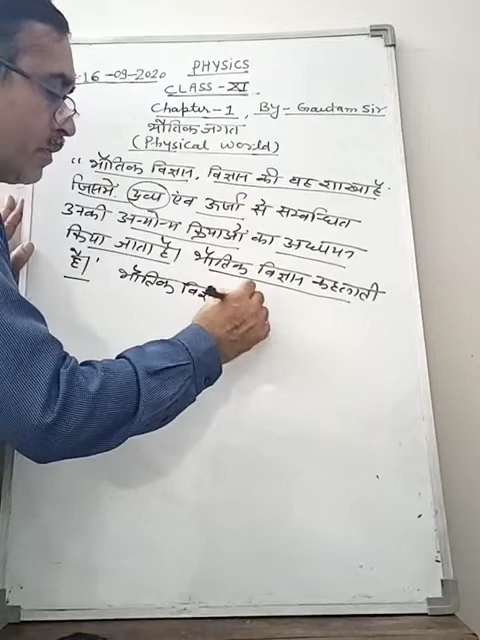 16-09-2020
PHYSICS
CLASS - XI
Chapter-1, By- Gautam Sir
भौतिक जगत
(Physical World)
" भौतिक विज्ञान, विज्ञान की वह शाखा है
जिसमें द्रव्य एंव ऊर्जा से सम्बन्धित
उनकी अन्योन्य क्रियाओं का अध्ययन
किया जाता है। भौतिक विज्ञान कहलाती
है।" भौतिक वि